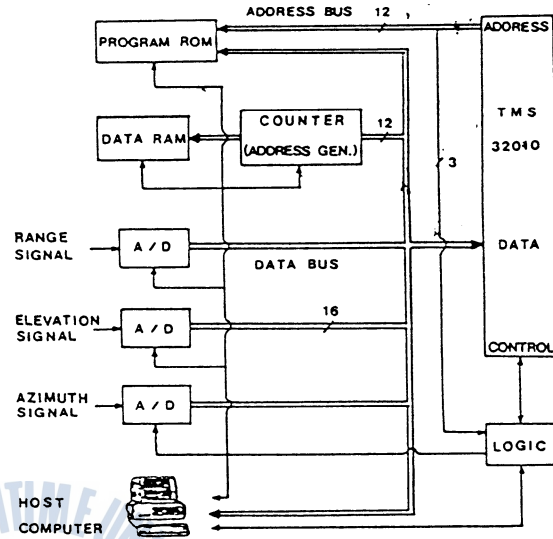 ADDRESS BUS 12
PROGRAM ROM
ADDRESS
TMS
32010
COUNTER
(ADDRESS GEN.)
DATA RAM
12
3
RANGE
SIGNAL
A/D
DATA
DATA BUS
ELEVATION
SIGNAL
A/D
16
CONTROL
AZIMUTH
SIGNAL
A/D
LOGIC
HOST
COMPUTER